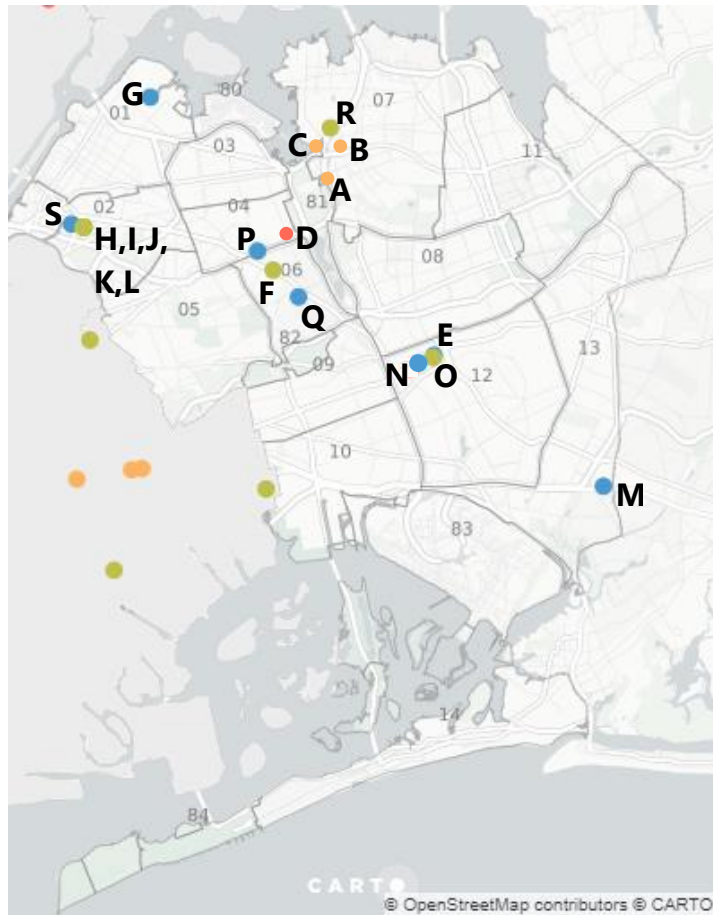 G
01
80
07
R
C
B
03
11
A
81
02
04
S
H,I,J,
K,L
P
D
08
06
F
05
Q
82
E
13
09
N
O
12
10
M
83
14
84
CARTO
© OpenStreetMap contributors © CARTO